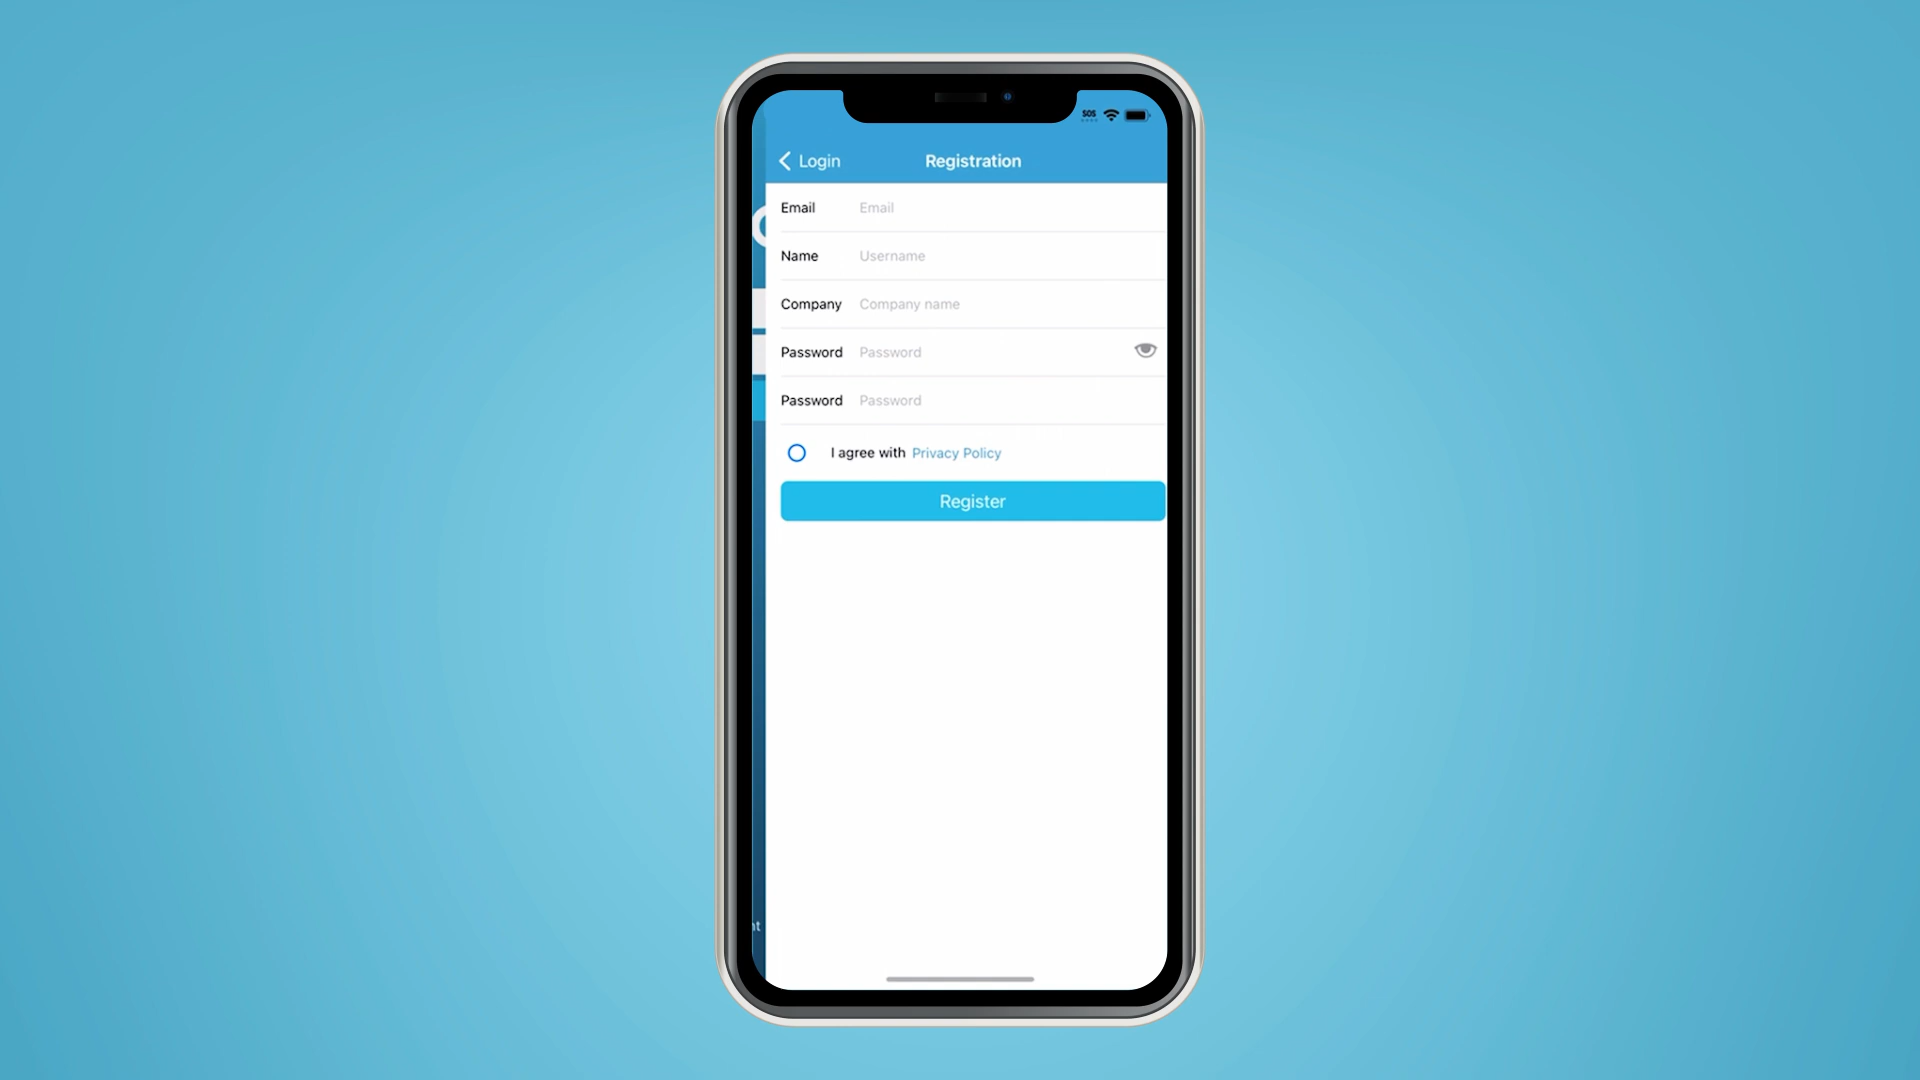 SOS
Login Registration
Email Email
Name Username
Company Company name
Password Password
Password Password
I agree with Privacy Policy
Register